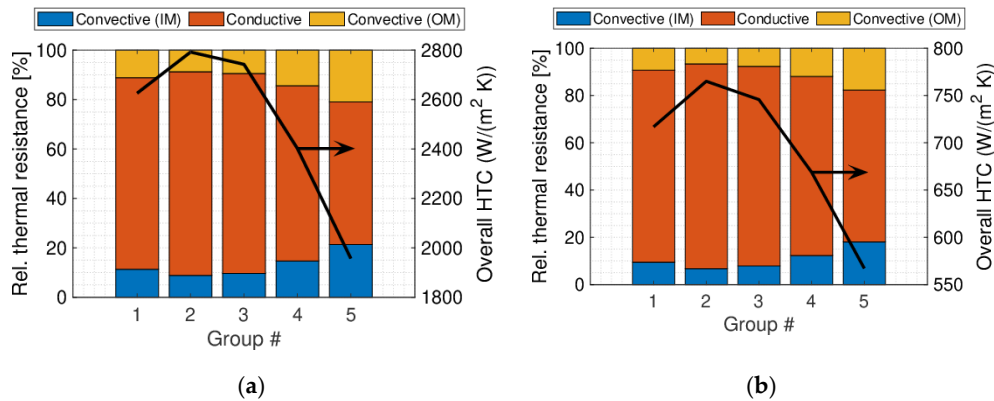 Convective (IM) Conductive Convective (OM)
100
80
60
40
20
0
Rel. thermal resistance [%]
2800
2600
2400
2200
2000
1800
Overall HTC (W/(m² K))
1 2 3 4 5
Group #
(a)
Convective (IM) Conductive Convective (OM)
100
80
60
40
20
0
Rel. thermal resistance [%]
800
750
700
650
600
550
Overall HTC (W/(m² K))
1 2 3 4 5
Group #
(b)